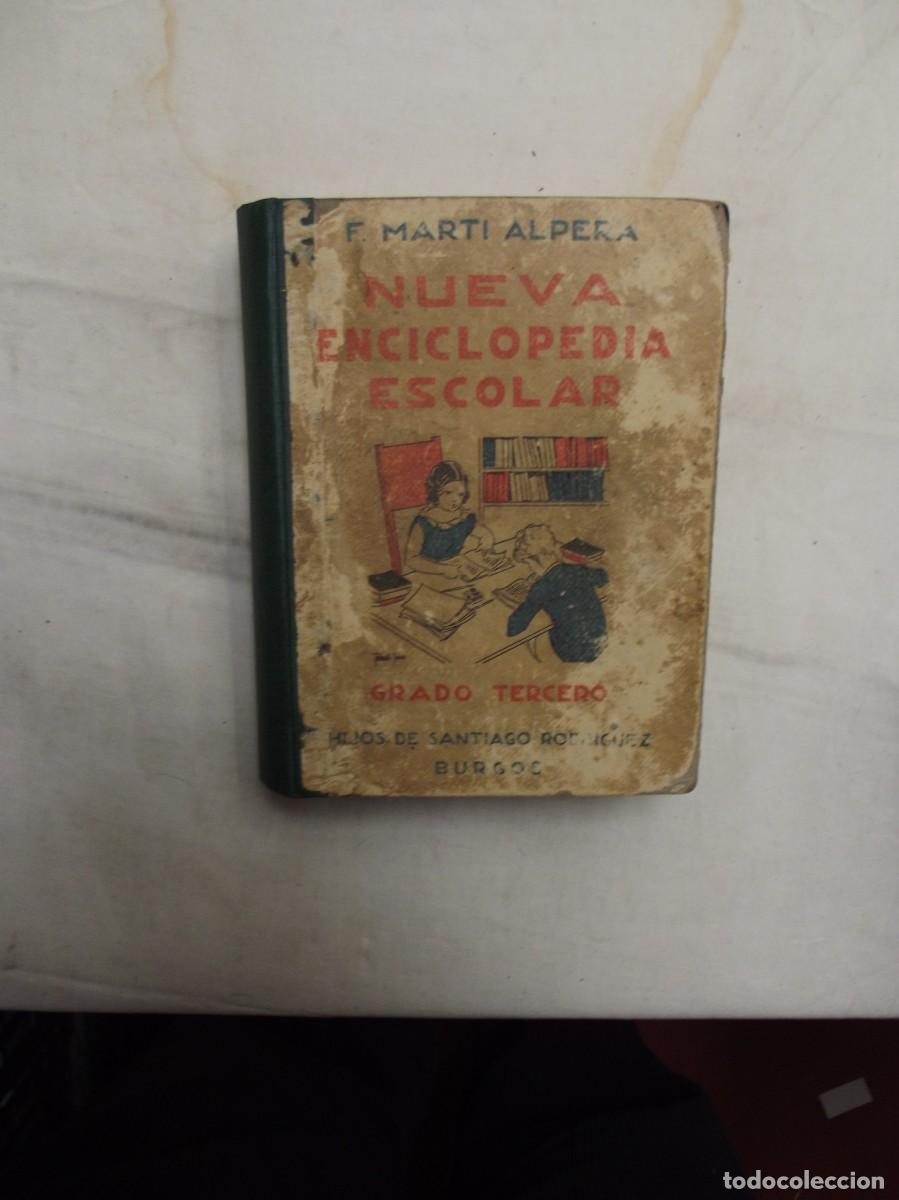 F. MARTI ALPERA
NUEVA
ENCICLOPEDIA
ESCOLAR
GRADO TERCERO
HIJOS DE SANTIAGO RODRIGUEZ
BURGOS
todocoleccion